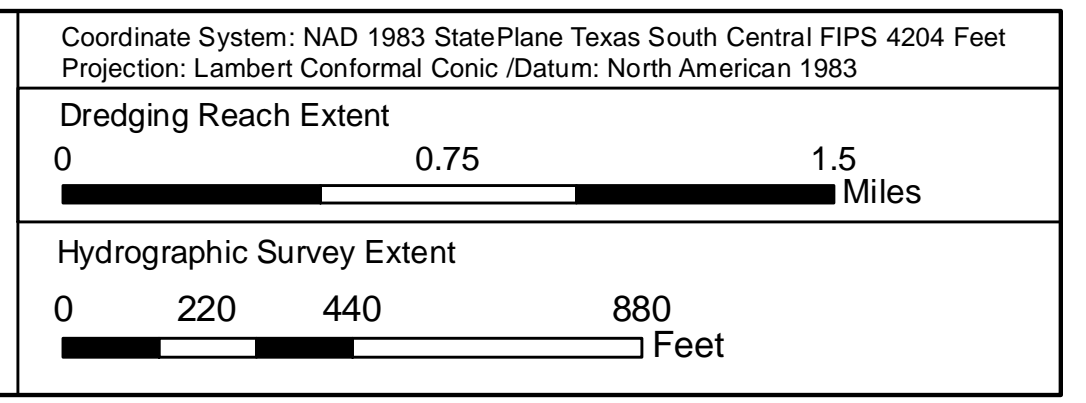 Coordinate System: NAD 1983 StatePlane Texas South Central FIPS 4204 Feet
Projection: Lambert Conformal Conic /Datum: North American 1983
Dredging Reach Extent
0 0.75 1.5
Miles
Hydrographic Survey Extent
0 220 440 880
Feet